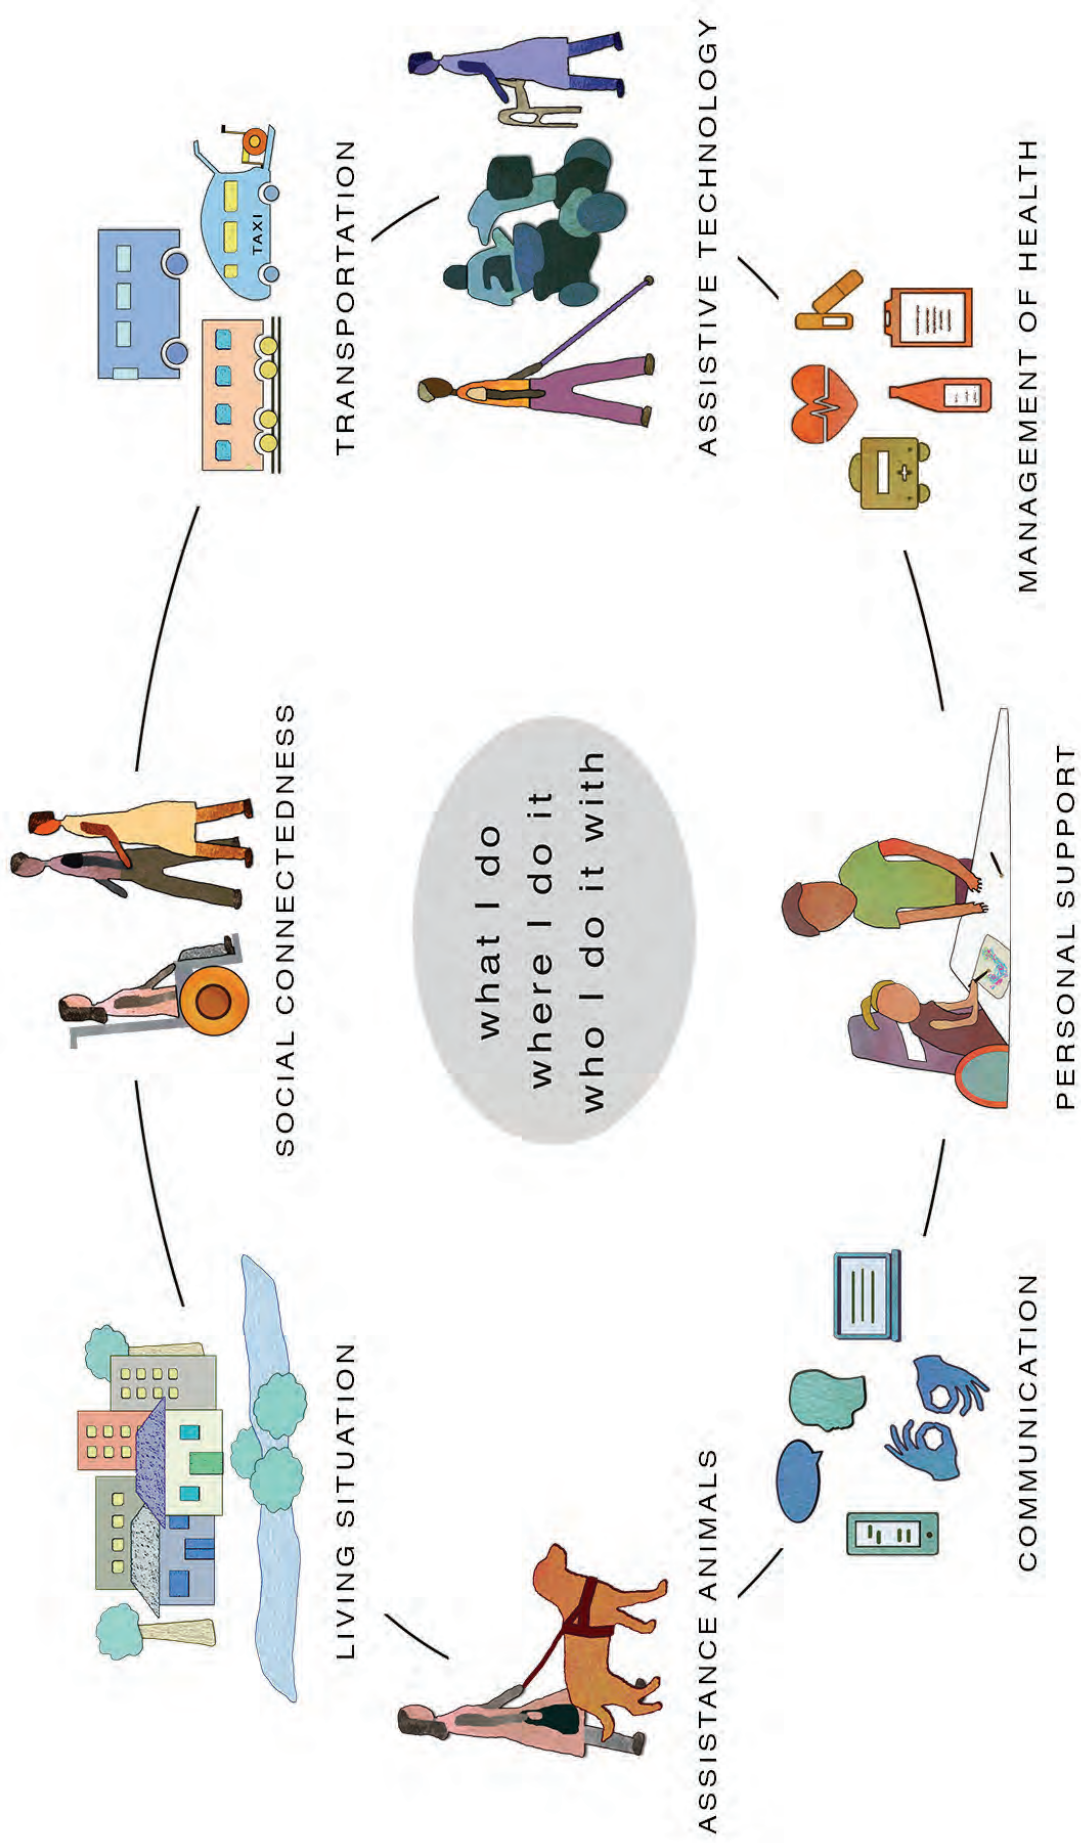 SOCIAL CONNECTEDNESS
TRANSPORTATION
TAXI
ASSISTIVE TECHNOLOGY
MANAGEMENT OF HEALTH
PERSONAL SUPPORT
COMMUNICATION
ASSISTANCE ANIMALS
LIVING SITUATION
what I do
where I do it
who I do it with